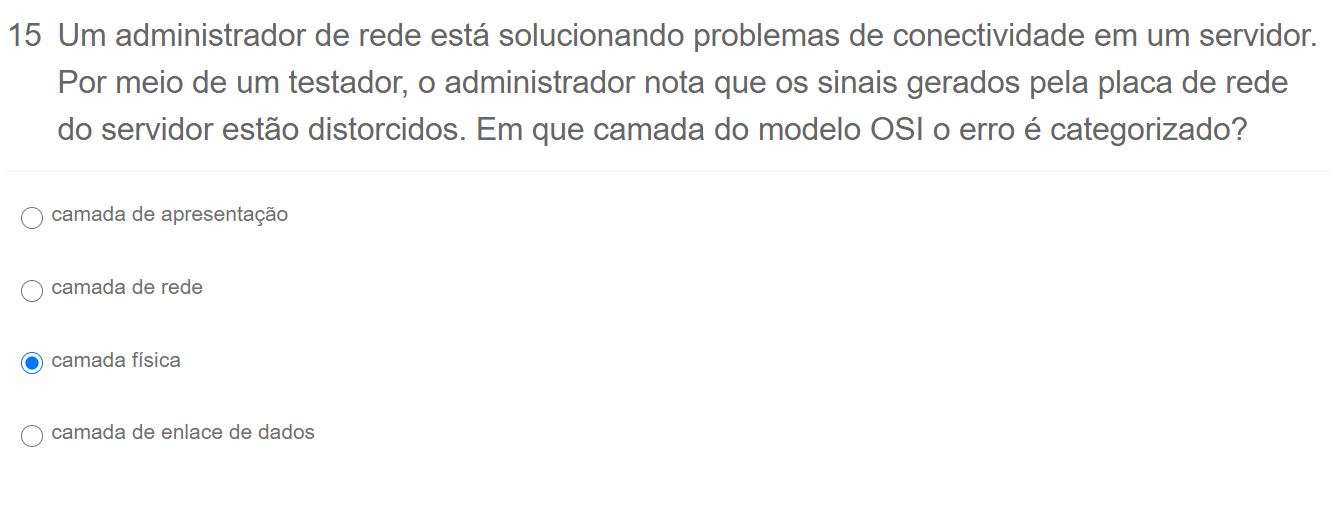 15 Um administrador de rede está solucionando problemas de conectividade em um servidor.
Por meio de um testador, o administrador nota que os sinais gerados pela placa de rede
do servidor estão distorcidos. Em que camada do modelo OSI o erro é categorizado?
camada de apresentação
camada de rede
camada física
camada de enlace de dados